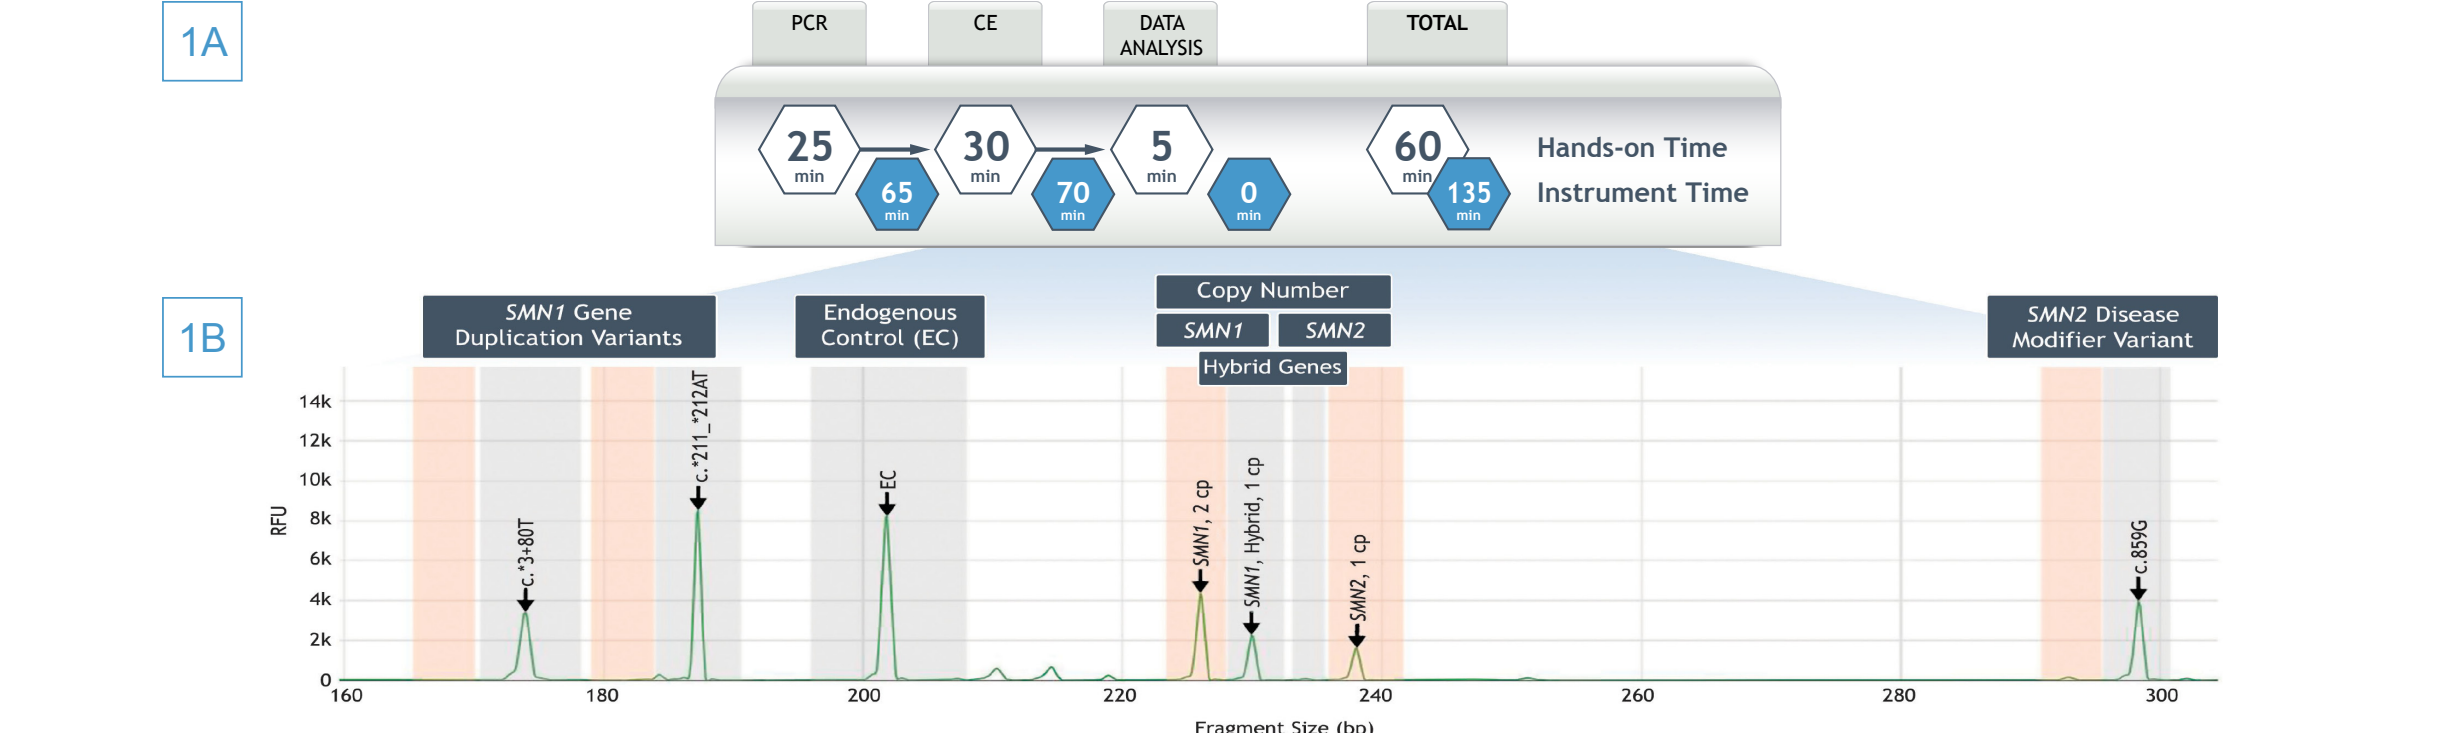 1A
PCR
CE
DATA
ANALYSIS
TOTAL
25
min
65
min
30
min
70
min
5
min
0
min
60
min
135
min
Hands-on Time
Instrument Time
1B
SMN1 Gene
Duplication Variants
Endogenous
Control (EC)
Copy Number
SMN1
SMN2
Hybrid Genes
SMN2 Disease
Modifier Variant
RFU
14k
12k
10k
8k
6k
4k
2k
0
c.*3+80T
c.*211_*212AT
EC
SMN1, 2 cp
SMN1, Hybrid, 1 cp
SMN2, 1 cp
c.859G
160
180
200
220
240
260
280
300
Fragment Size (bp)